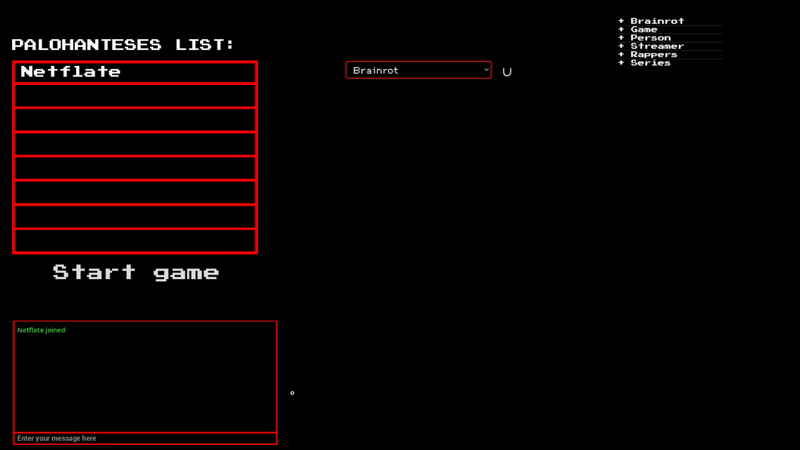 PALOHANTESES LIST:
Netflate
Start game
Netflate joined
Enter your message here
Brainrot
U
+ Brainrot
+ Game
+ Person
+ Streamer
+ Rappers
+ Series